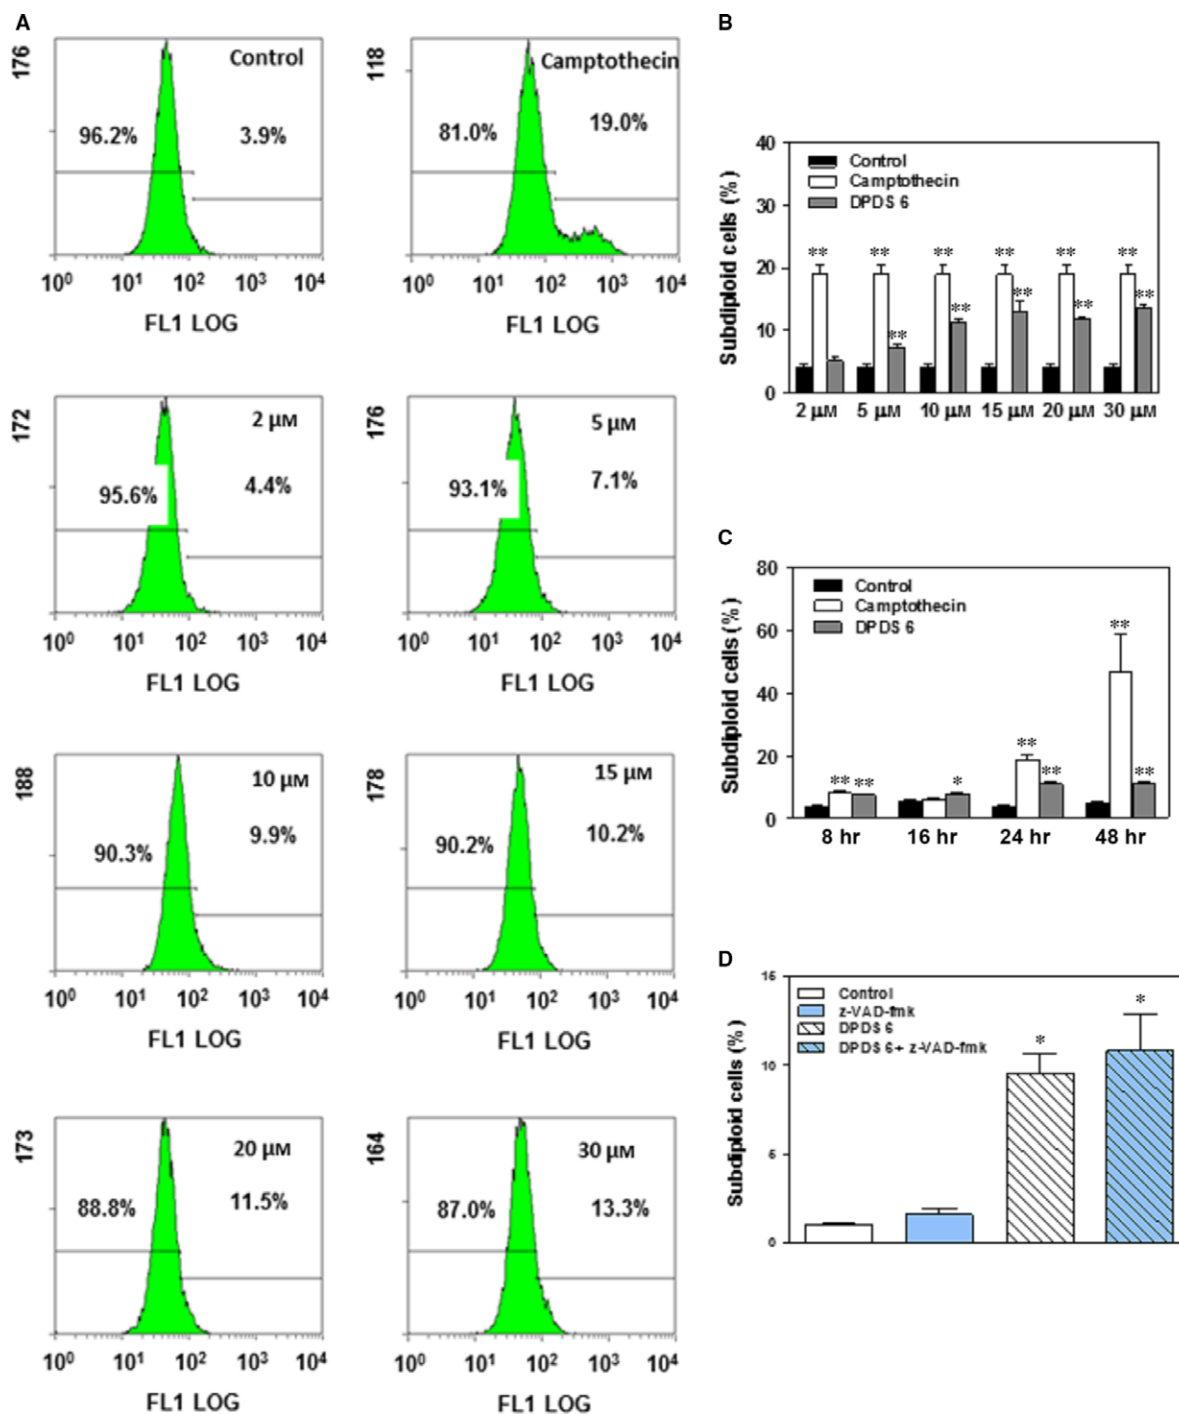 A
176
Control
96.2%
3.9%
10⁰ 10¹ 10² 10³ 10⁴
FL1 LOG
118
Camptothecin
81.0%
19.0%
10⁰ 10¹ 10² 10³ 10⁴
FL1 LOG
172
2 µM
95.6%
4.4%
10⁰ 10¹ 10² 10³ 10⁴
FL1 LOG
176
5 µM
93.1%
7.1%
10⁰ 10¹ 10² 10³ 10⁴
FL1 LOG
188
10 µM
90.3%
9.9%
10⁰ 10¹ 10² 10³ 10⁴
FL1 LOG
178
15 µM
90.2%
10.2%
10⁰ 10¹ 10² 10³ 10⁴
FL1 LOG
173
20 µM
88.8%
11.5%
10⁰ 10¹ 10² 10³ 10⁴
FL1 LOG
164
30 µM
87.0%
13.3%
10⁰ 10¹ 10² 10³ 10⁴
FL1 LOG
B
Subdiploid cells (%)
40
30
20
10
0
Control
Camptothecin
DPDS 6
** ** ** ** ** **
** ** ** ** **
2 µM 5 µM 10 µM 15 µM 20 µM 30 µM
C
Subdiploid cells (%)
80
60
40
20
0
Control
Camptothecin
DPDS 6
** ** * ** ** ** **
8 hr 16 hr 24 hr 48 hr
D
Subdiploid cells (%)
15
10
5
0
Control
z-VAD-fmk
DPDS 6
DPDS 6+ z-VAD-fmk
* *